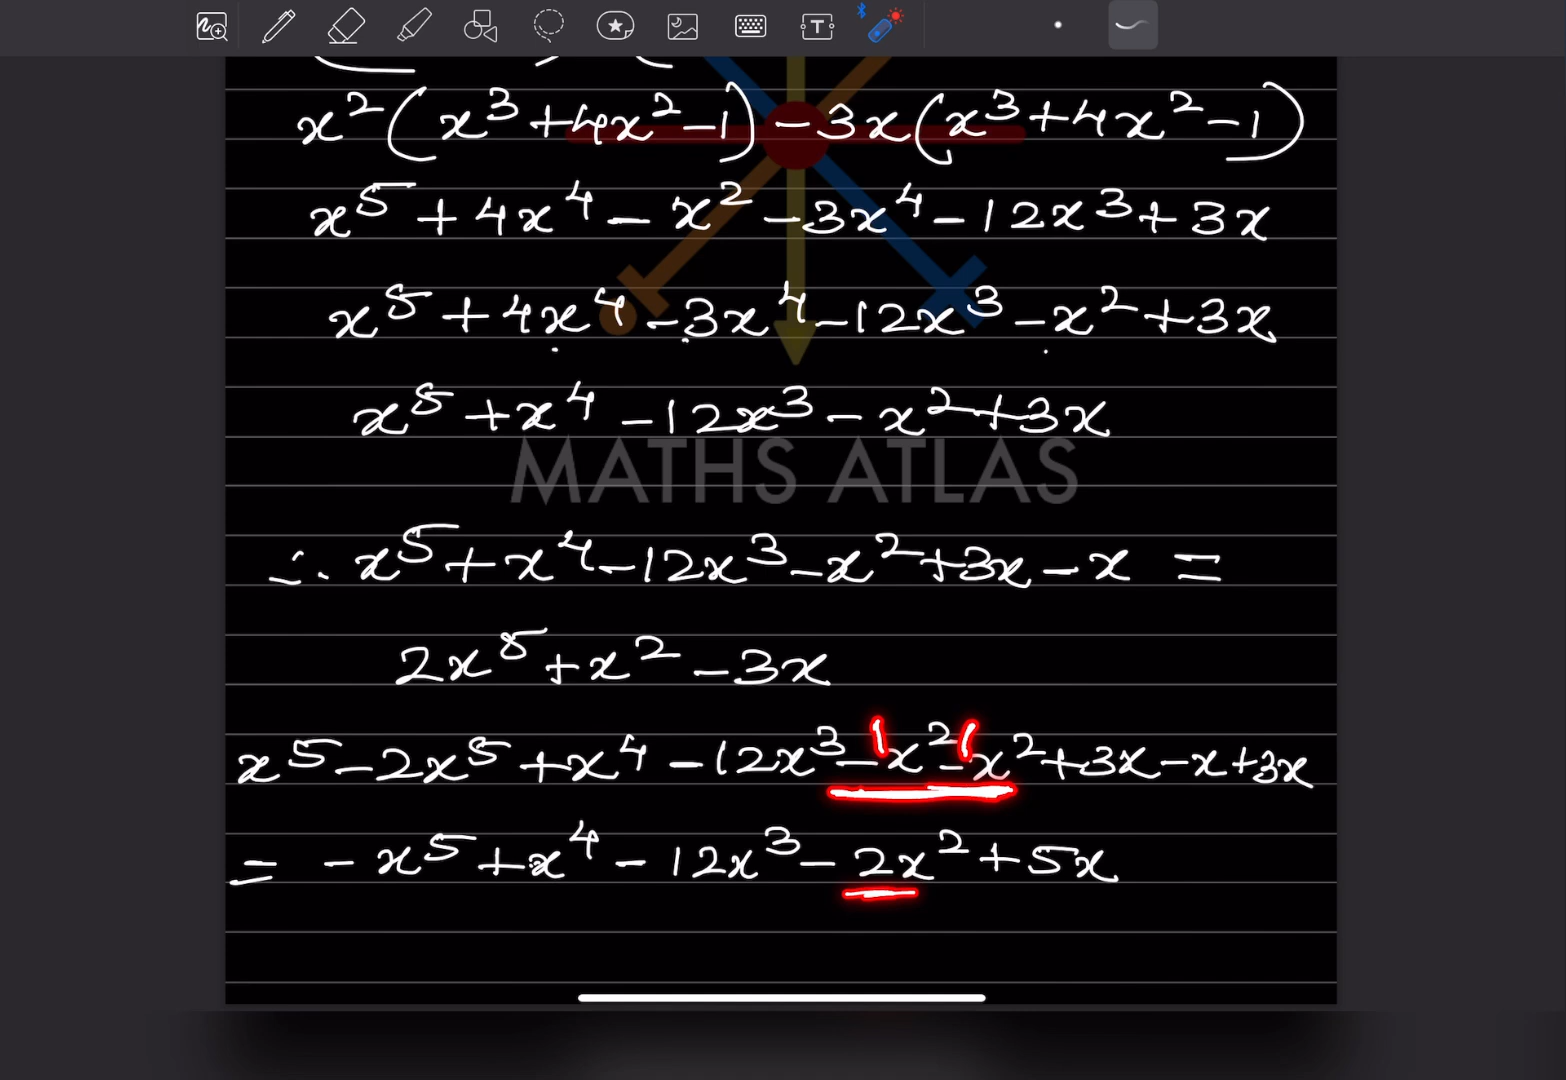 x²(x³+4x²-1)-3x(x³+4x²-1)
x⁵+4x⁴-x²-3x⁴-12x³+3x
x⁵+4x⁴-3x⁴-12x³-x²+3x
x⁵+x⁴-12x³-x²+3x
MATHS ATLAS
∴ x⁵+x⁴-12x³-x²+3x-x =
2x⁵+x²-3x
x⁵-2x⁵+x⁴-12x³-x²-x²+3x-x+3x
= -x⁵+x⁴-12x³-2x²+5x